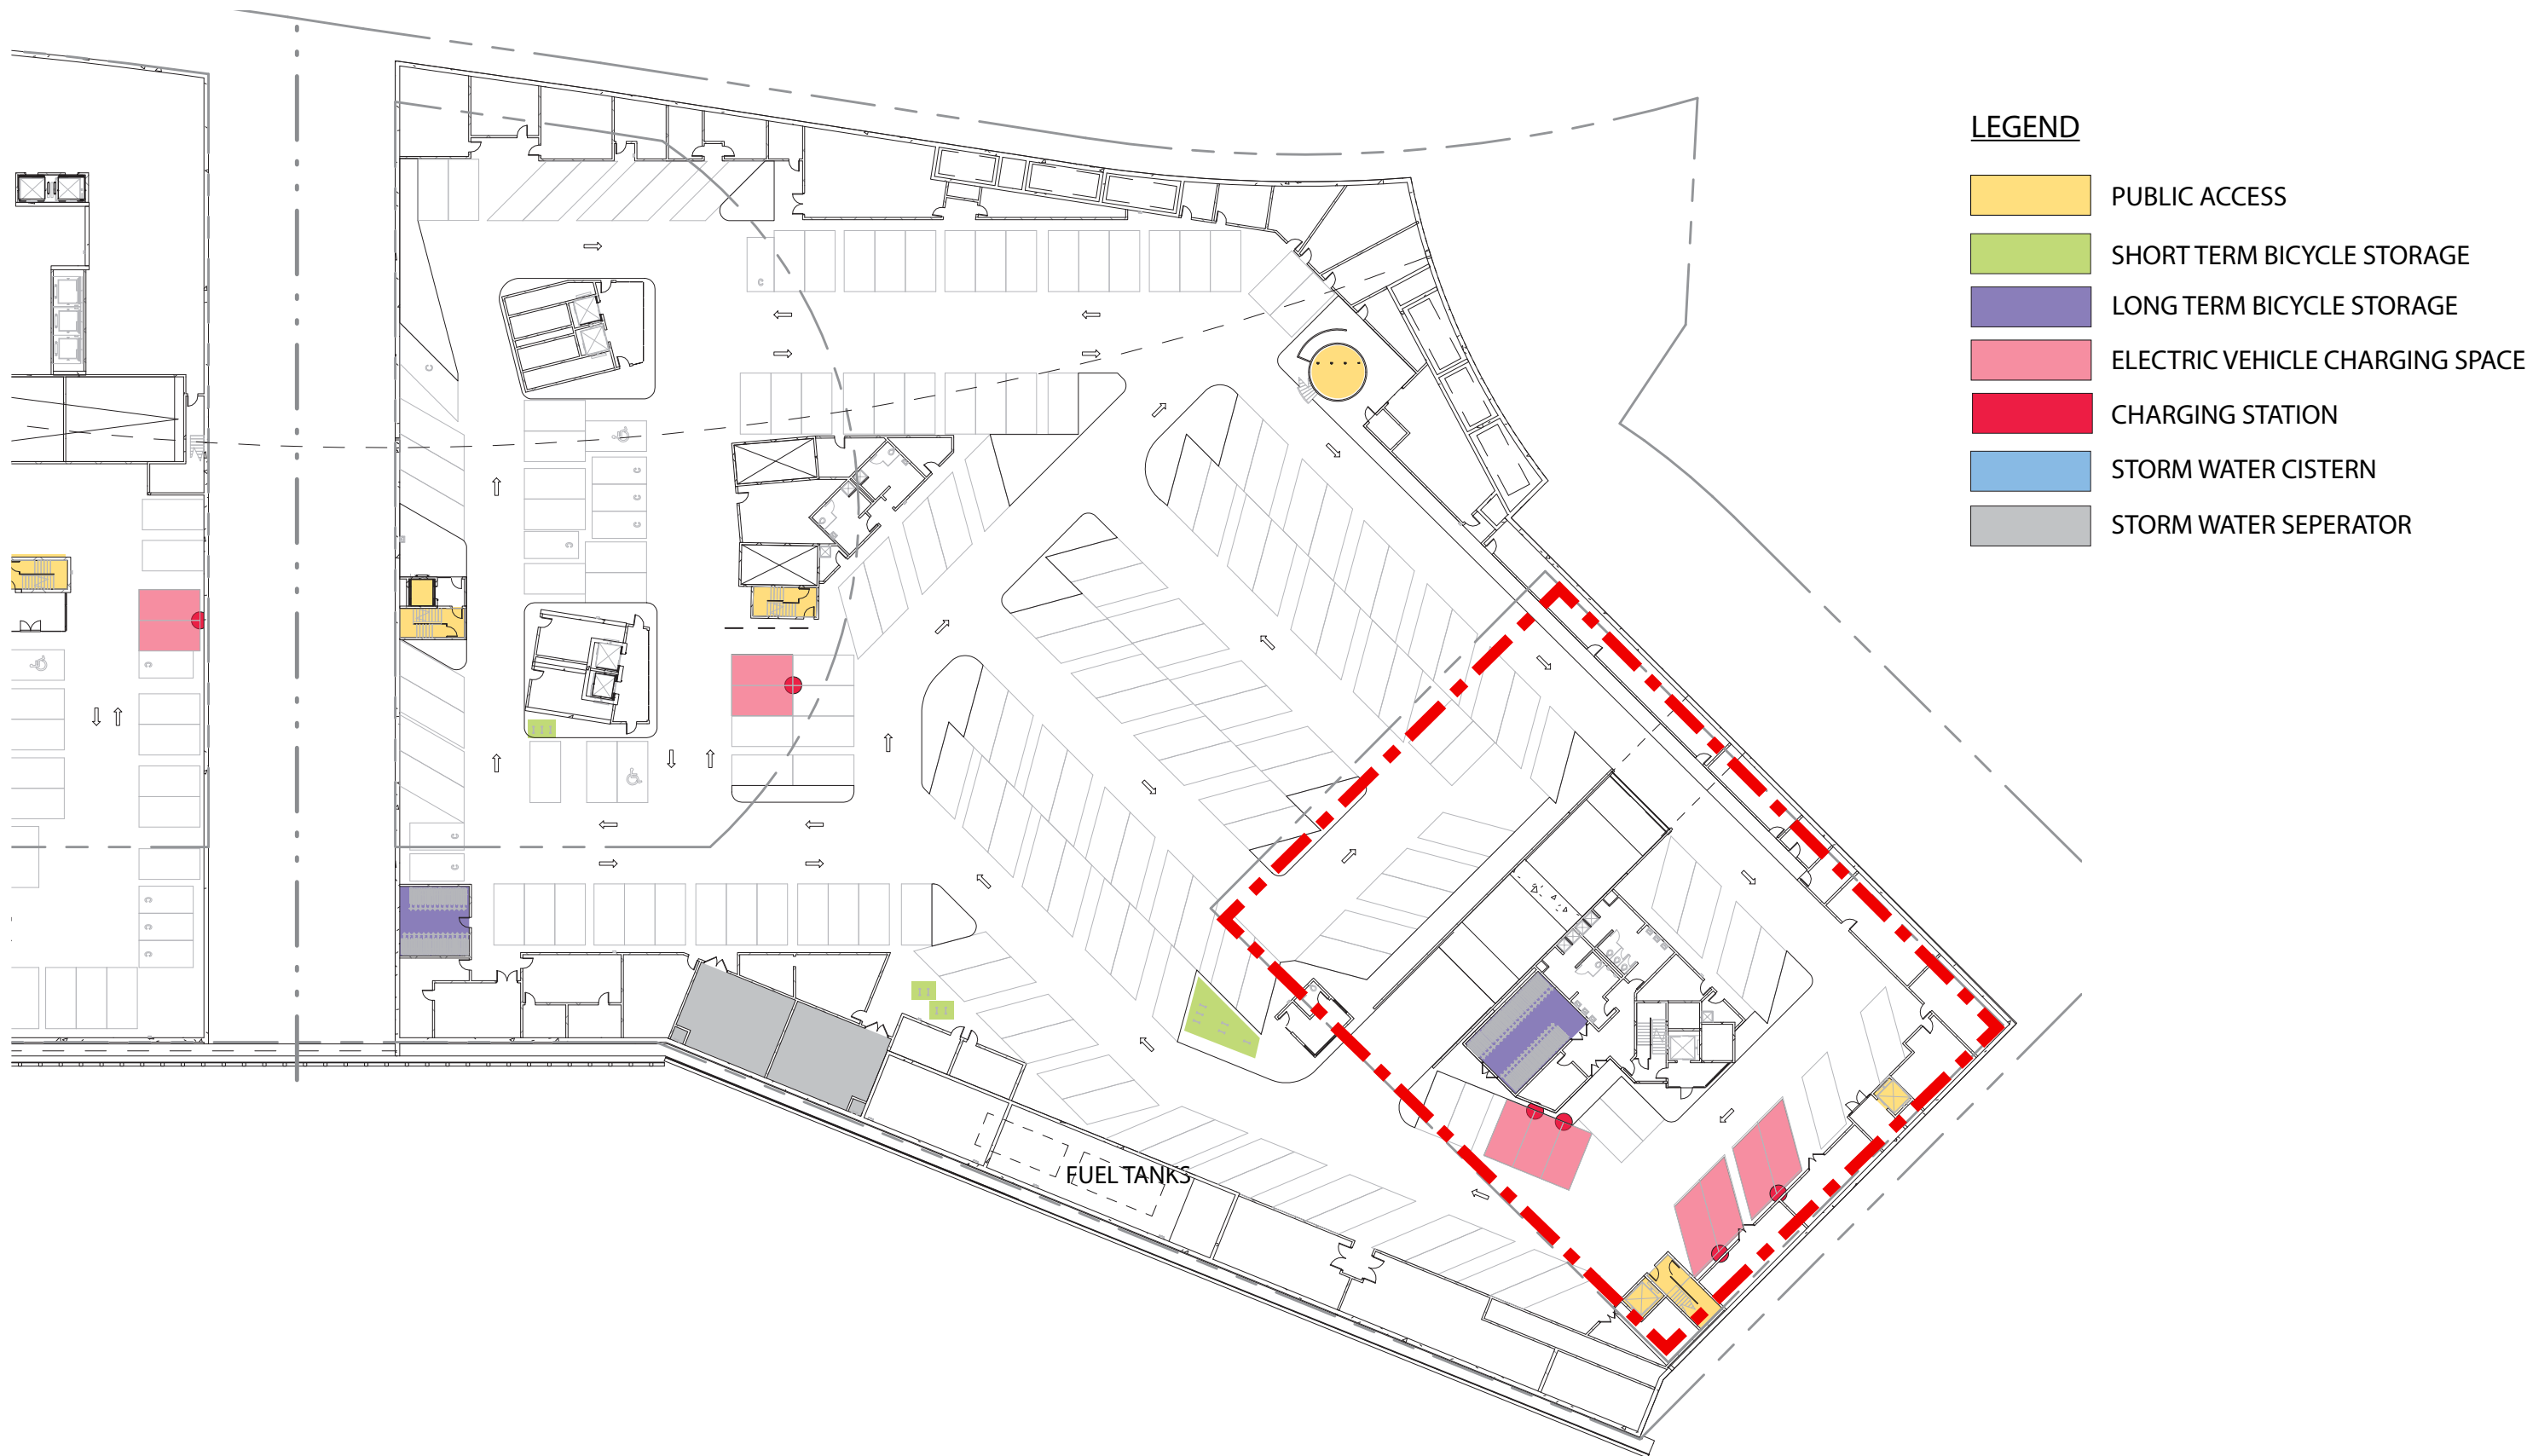 LEGEND
PUBLIC ACCESS
SHORT TERM BICYCLE STORAGE
LONG TERM BICYCLE STORAGE
ELECTRIC VEHICLE CHARGING SPACE
CHARGING STATION
STORM WATER CISTERN
STORM WATER SEPERATOR
C
C
C
C
C
C
C
C
C
C
C
C
FUEL TANKS